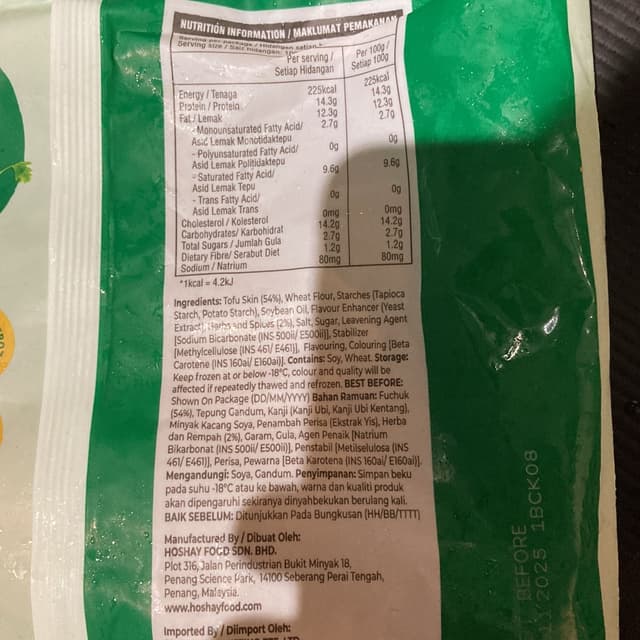 NUTRITION INFORMATION / MAKLUMAT PEMAKANAN
Serving size / Saiz hidangan:
Per serving / Per 100g /
Setiap Hidangan Setiap 100g
Energy / Tenaga 225kcal 225kcal
Protein / Protein 14.3g 14.3g
Fat / Lemak 12.3g 12.3g
- Monounsaturated Fatty Acid/ 2.7g 2.7g
Asid Lemak Monotidaktepu
- Polyunsaturated Fatty Acid/ 0g 0g
Asid Lemak Politidaktepu
- Saturated Fatty Acid/ 9.6g 9.6g
Asid Lemak Tepu
- Trans Fatty Acid/ 0g 0g
Asid Lemak Trans
Cholesterol / Kolesterol 0mg 0mg
Carbohydrates/ Karbohidrat 14.2g 14.2g
Total Sugars / Jumlah Gula 2.7g 2.7g
Dietary Fibre/ Serabut Diet 1.2g 1.2g
Sodium / Natrium 80mg 80mg
*1kcal = 4.2kJ
Ingredients: Tofu Skin (54%), Wheat Flour, Starches (Tapioca
Starch, Potato Starch), Soybean Oil, Flavour Enhancer (Yeast
Extract), Herbs and Spices (2%), Salt, Sugar, Leavening Agent
[Sodium Bicarbonate (INS 500ii/ E500ii)], Stabilizer
[Methylcellulose (INS 461/ E461)], Flavouring, Colouring [Beta
Carotene (INS 160ai/ E160ai)]. Contains: Soy, Wheat. Storage:
Keep frozen at or below -18°C, colour and quality will be
affected if repeatedly thawed and refrozen. BEST BEFORE:
Shown On Package (DD/MM/YYYY) Bahan Ramuan: Fuchuk
(54%), Tepung Gandum, Kanji (Kanji Ubi, Kanji Ubi Kentang),
Minyak Kacang Soya, Penambah Perisa (Ekstrak Yis), Herba
dan Rempah (2%), Garam, Gula, Agen Penaik [Natrium
Bikarbonat (INS 500ii/ E500ii)], Penstabil [Metilselulosa (INS
461/ E461)], Perisa, Pewarna [Beta Karotena (INS 160ai/ E160ai)].
Mengandungi: Soya, Gandum. Penyimpanan: Simpan beku
pada suhu -18°C atau ke bawah, warna dan kualiti produk
akan dipengaruhi sekiranya dinyahbekukan berulang kali.
BAIK SEBELUM: Ditunjukkan Pada Bungkusan (HH/BB/TTTT)
Manufactured By / Dibuat Oleh:
HOSHAY FOOD SDN. BHD.
Plot 316, Jalan Perindustrian Bukit Minyak 18,
Penang Science Park, 14100 Seberang Perai Tengah,
Penang, Malaysia.
www.hoshayfood.com
Imported By / Diimport Oleh:
BEFORE
2025 1BCK08